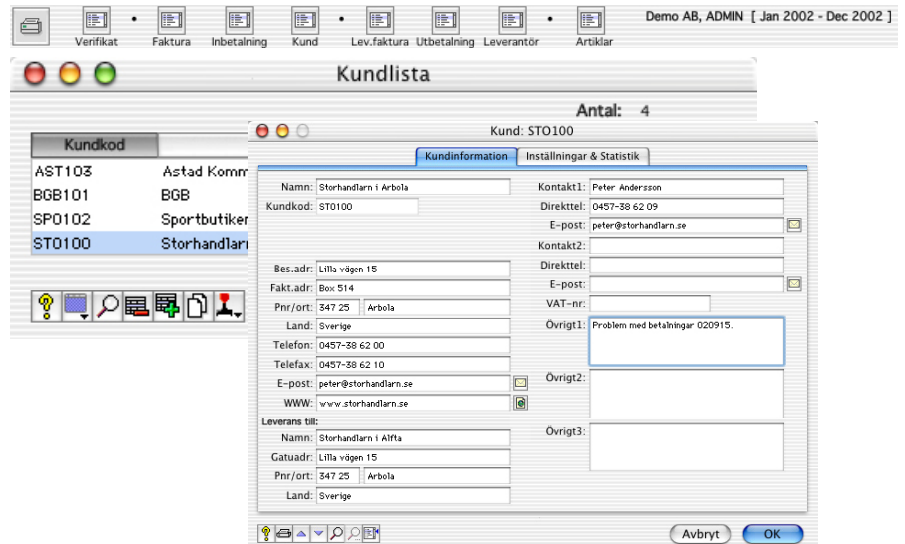 Demo AB, ADMIN [ Jan 2002 - Dec 2002 ]
Verifikat Faktura Inbetalning Kund Lev.faktura Utbetalning Leverantör Artiklar
Kundlista
Antal: 4
Kundkod
AST103 Astad Komm
BGB101 BGB
SPO102 Sportbutiker
STO100 Storhandlarn
Kund: STO100
Kundinformation Inställningar & Statistik
Namn: Storhandlarn i Arbola
Kundkod: STO100
Bes.adr: Lilla vägen 15
Fakt.adr: Box 514
Pnr/ort: 347 25 Arbola
Land: Sverige
Telefon: 0457-38 62 00
Telefax: 0457-38 62 10
E-post: peter@storhandlarn.se
WWW: www.storhandlarn.se
Leverans till:
Namn: Storhandlarn i Alfta
Gatuadr: Lilla vägen 15
Pnr/ort: 347 25 Arbola
Land: Sverige
Kontakt1: Peter Andersson
Direkttel: 0457-38 62 09
E-post: peter@storhandlarn.se
Kontakt2:
Direkttel:
E-post:
VAT-nr:
Övrigt1: Problem med betalningar 020915.
Övrigt2:
Övrigt3:
Avbryt OK